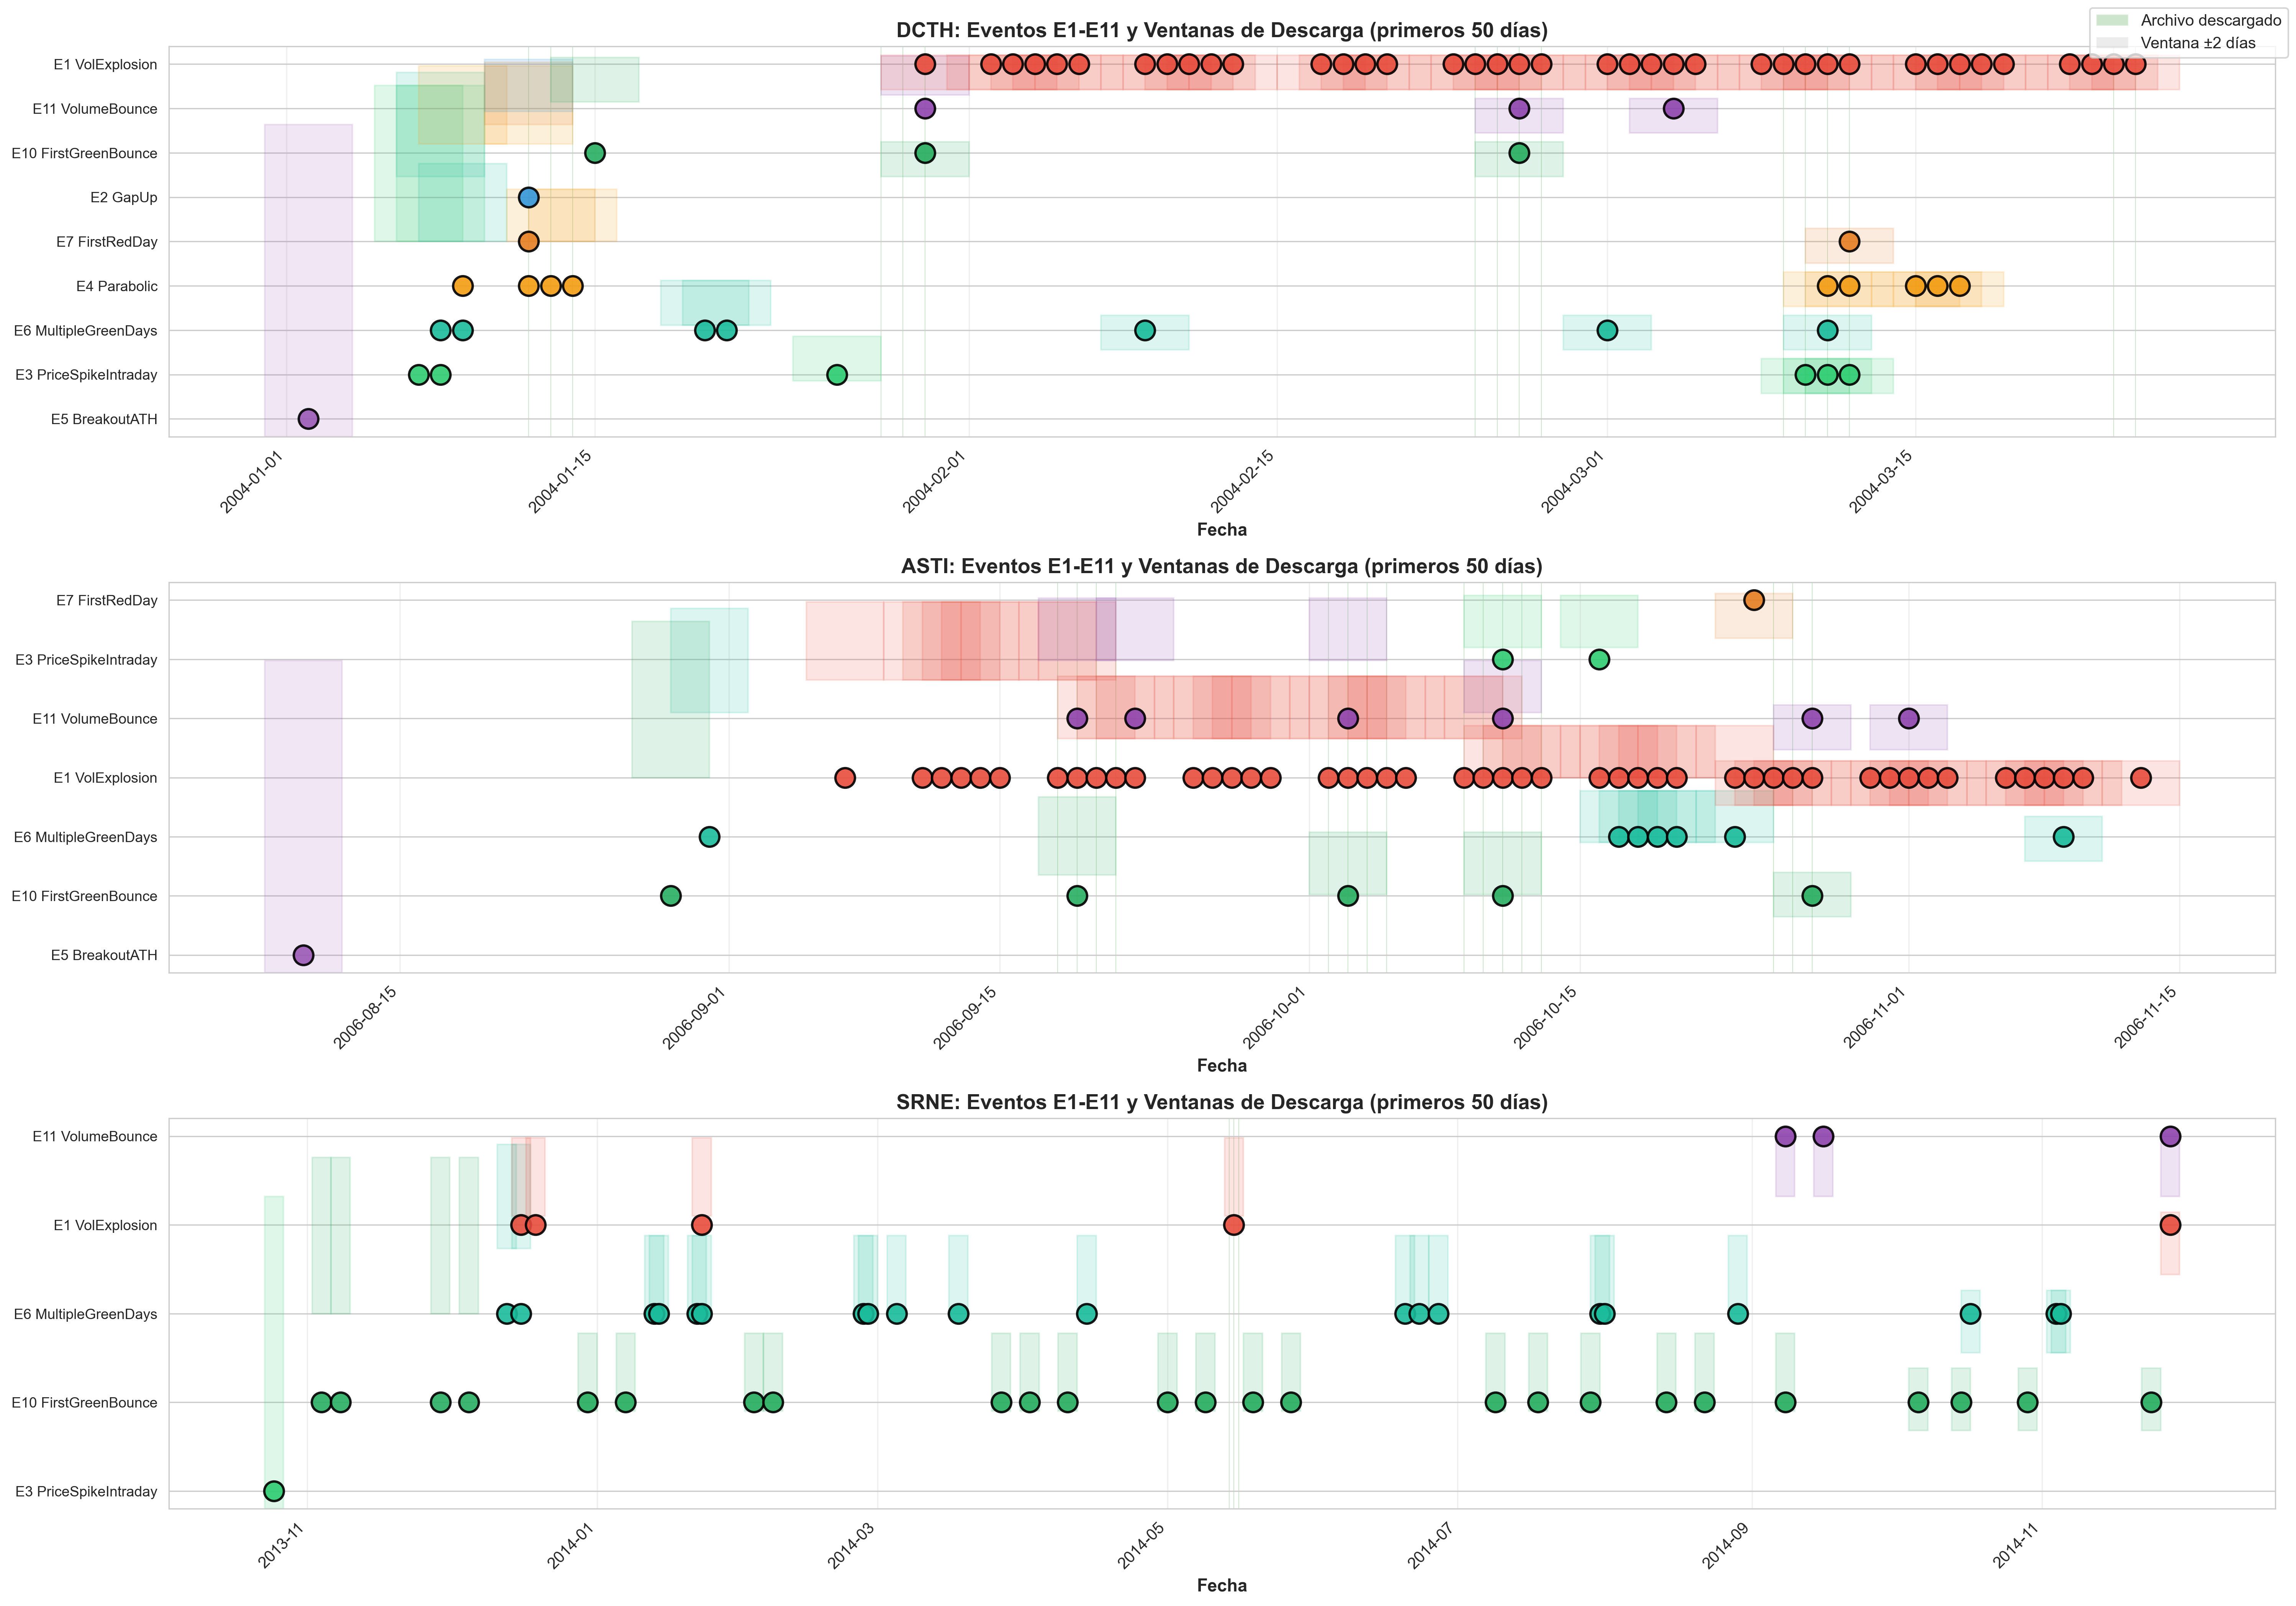 DCTH: Eventos E1-E11 y Ventanas de Descarga (primeros 50 días)
Archivo descargado
Ventana ±2 días
E1 VolExplosion
E11 VolumeBounce
E10 FirstGreenBounce
E2 GapUp
E7 FirstRedDay
E4 Parabolic
E6 MultipleGreenDays
E3 PriceSpikeIntraday
E5 BreakoutATH
2004-01-01
2004-01-15
2004-02-01
2004-02-15
2004-03-01
2004-03-15
Fecha
ASTI: Eventos E1-E11 y Ventanas de Descarga (primeros 50 días)
E7 FirstRedDay
E3 PriceSpikeIntraday
E11 VolumeBounce
E1 VolExplosion
E6 MultipleGreenDays
E10 FirstGreenBounce
E5 BreakoutATH
2006-08-15
2006-09-01
2006-09-15
2006-10-01
2006-10-15
2006-11-01
2006-11-15
Fecha
SRNE: Eventos E1-E11 y Ventanas de Descarga (primeros 50 días)
E11 VolumeBounce
E1 VolExplosion
E6 MultipleGreenDays
E10 FirstGreenBounce
E3 PriceSpikeIntraday
2013-11
2014-01
2014-03
2014-05
2014-07
2014-09
2014-11
Fecha